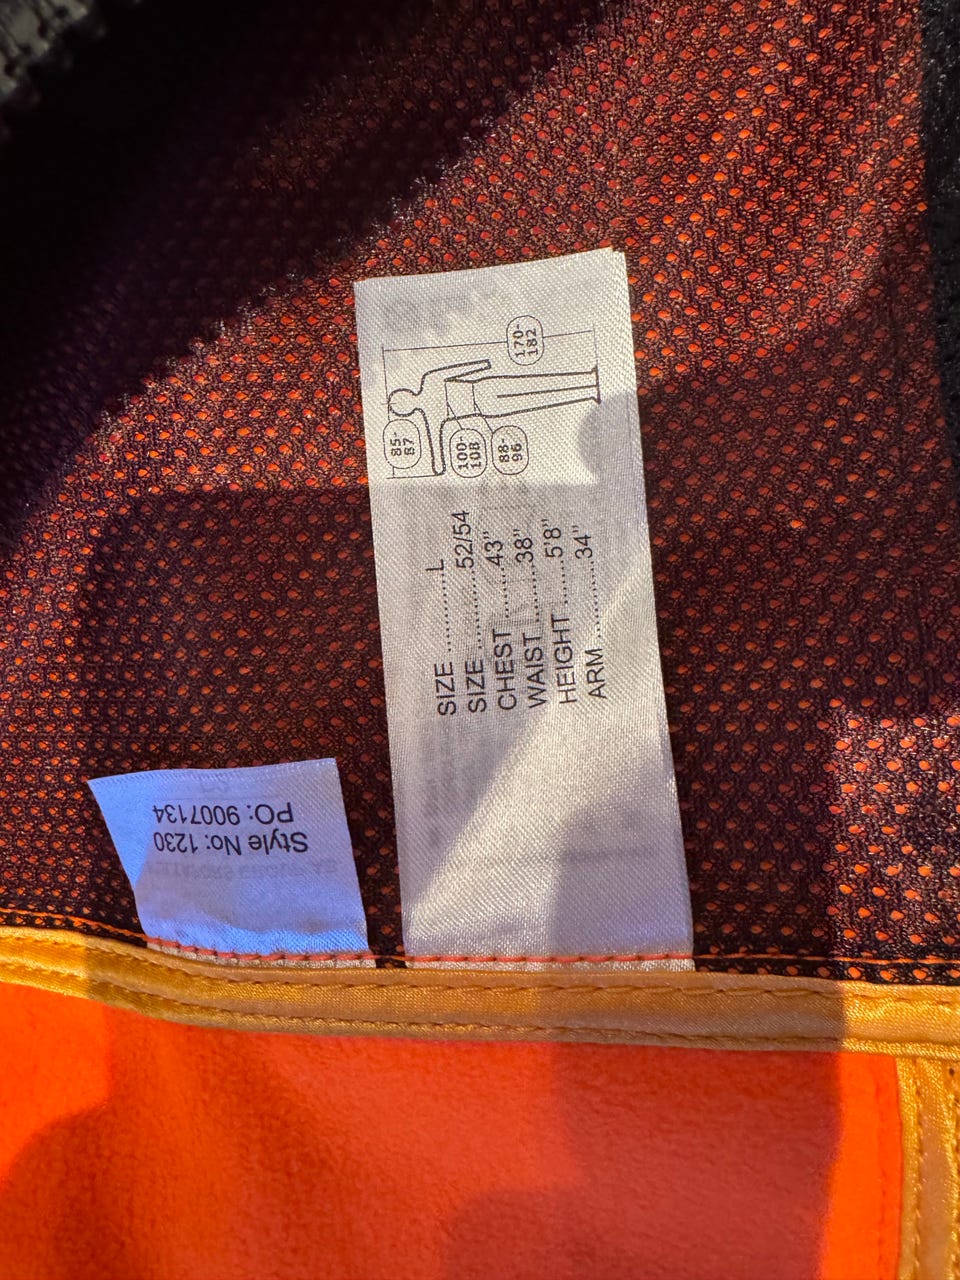 170-
182
85-
87
100-
108
88-
96
SIZE ..............L
SIZE ............52/54
CHEST .........43"
WAIST .........38"
HEIGHT ........5'8"
ARM .............34"
Style No: 1230
PO: 9007134